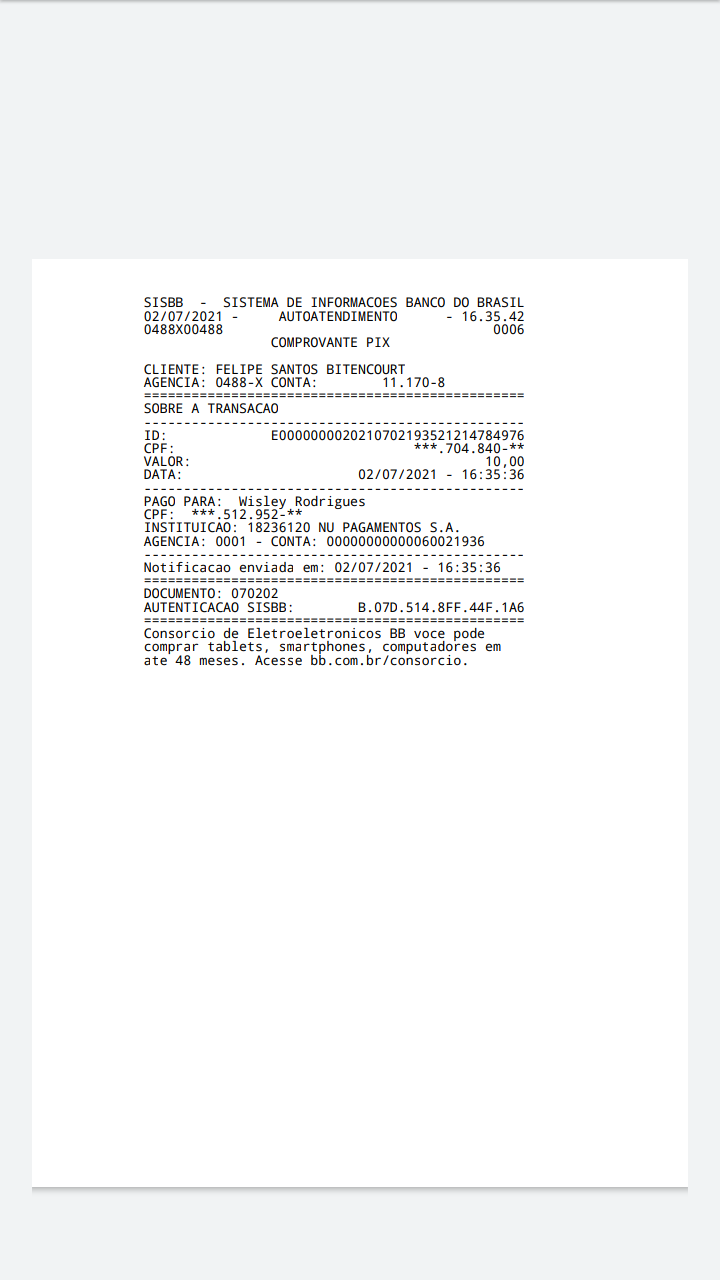 SISBB - SISTEMA DE INFORMACOES BANCO DO BRASIL
02/07/2021 - AUTOATENDIMENTO - 16.35.42
0488X00488 0006
COMPROVANTE PIX
CLIENTE: FELIPE SANTOS BITENCOURT
AGENCIA: 0488-X CONTA: 11.170-8
================================================
SOBRE A TRANSACAO
------------------------------------------------
ID: E00000000202107021935212147849​76
CPF: ***.704.840-**
VALOR: 10,00
DATA: 02/07/2021 - 16:35:36
------------------------------------------------
PAGO PARA: Wisley Rodrigues
CPF: ***.512.952-**
INSTITUICAO: 18236120 NU PAGAMENTOS S.A.
AGENCIA: 0001 - CONTA: 00000000000060021936
------------------------------------------------
Notificacao enviada em: 02/07/2021 - 16:35:36
================================================
DOCUMENTO: 070202
AUTENTICACAO SISBB: B.07D.514.8FF.44F.1A6
================================================
Consorcio de Eletroeletronicos BB voce pode
comprar tablets, smartphones, computadores em
ate 48 meses. Acesse bb.com.br/consorcio.